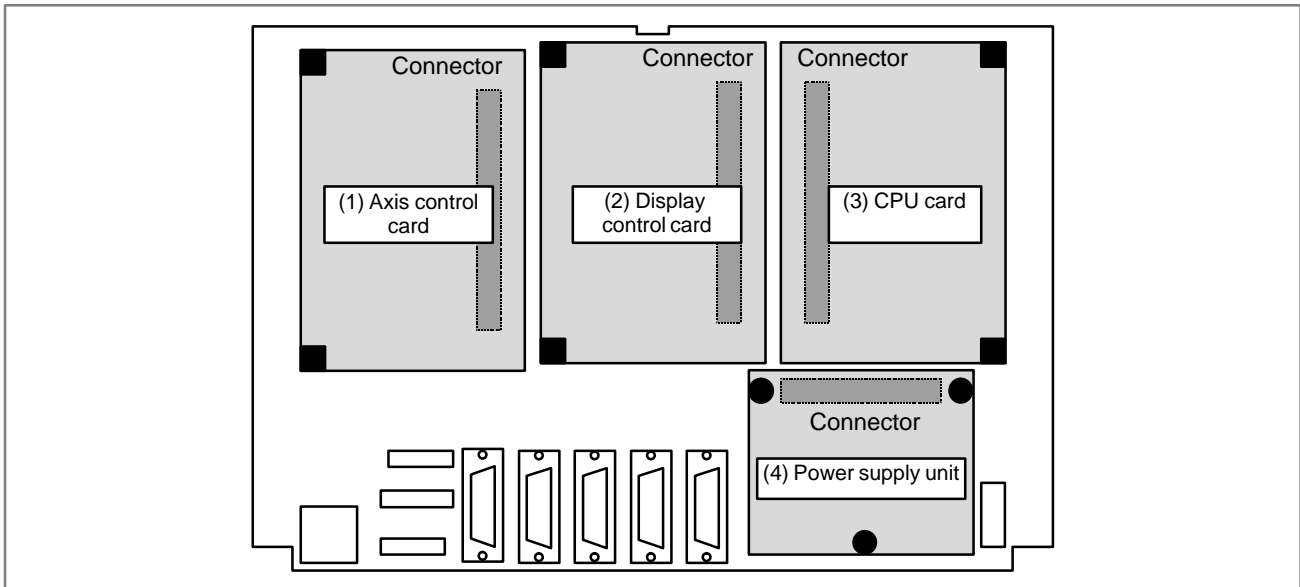 Connector
Connector
Connector
(1) Axis control
card
(2) Display
control card
(3) CPU card
Connector
(4) Power supply unit